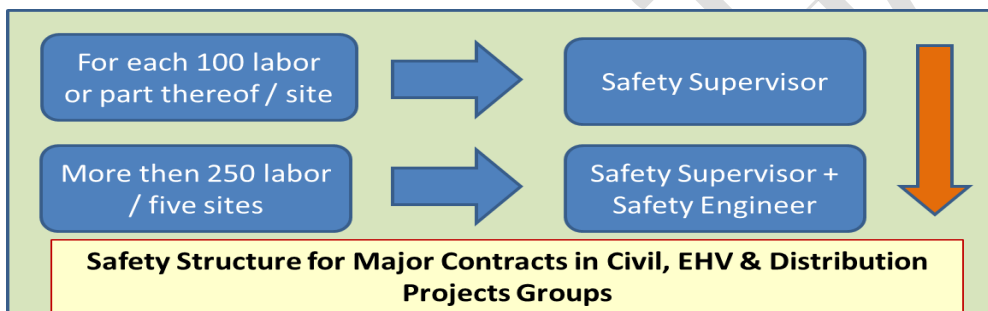 For each 100 labor
or part thereof / site
Safety Supervisor
More then 250 labor
/ five sites
Safety Supervisor +
Safety Engineer
Safety Structure for Major Contracts in Civil, EHV & Distribution
Projects Groups